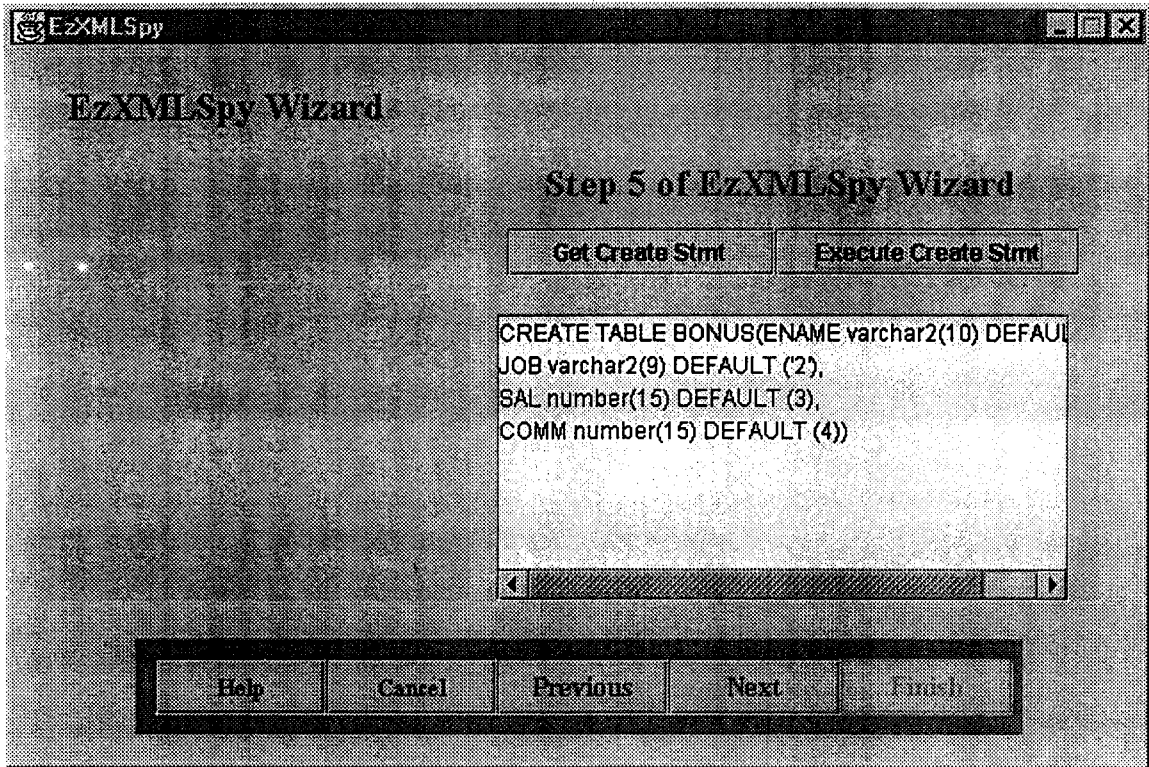 EzXMLSpy
EzXMLSpy Wizard
Step 5 of EzXMLSpy Wizard
Get Create Stmt
Execute Create Stmt
CREATE TABLE BONUS(ENAME varchar2(10) DEFAUL
JOB varchar2(9) DEFAULT ('2'),
SAL number(15) DEFAULT (3),
COMM number(15) DEFAULT (4))
Help
Cancel
Previous
Next
Finish